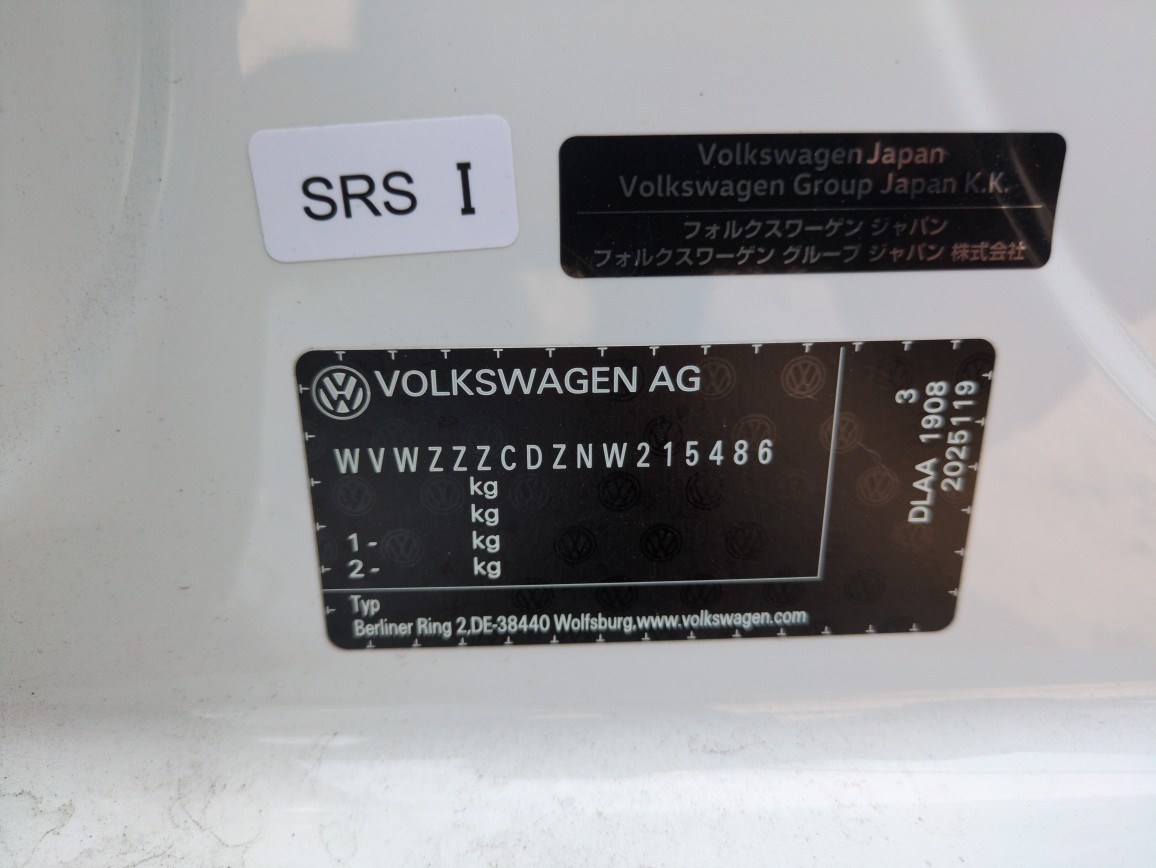 SRS I
Volkswagen Japan
Volkswagen Group Japan K.K.
フォルクスワーゲン ジャパン
フォルクスワーゲン グループ ジャパン 株式会社
VOLKSWAGEN AG
WVWZZZCDZNW215486
kg
kg
1- kg
2- kg
Typ
Berliner Ring 2,DE-38440 Wolfsburg,www.volkswagen.com
3
DLAA 1908
2025119